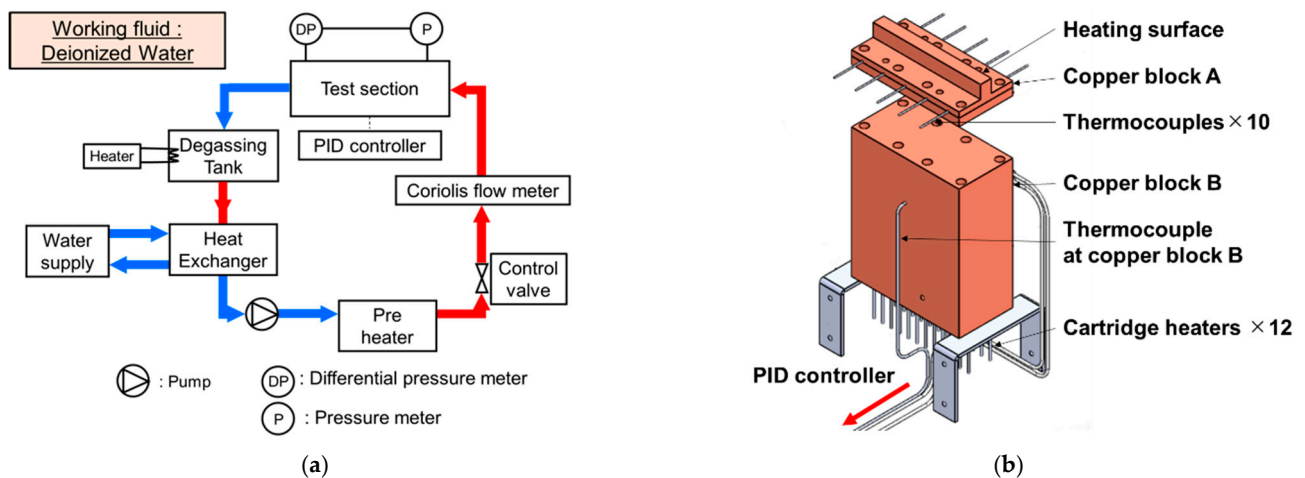 Working fluid :
Deionized Water
DP
P
Test section
PID controller
Heater
Degassing
Tank
Coriolis flow meter
Water
supply
Heat
Exchanger
Control
valve
Pre
heater
: Pump
DP
: Differential pressure meter
P
: Pressure meter
(a)
Heating surface
Copper block A
Thermocouples×10
Copper block B
Thermocouple
at copper block B
Cartridge heaters ×12
PID controller
(b)